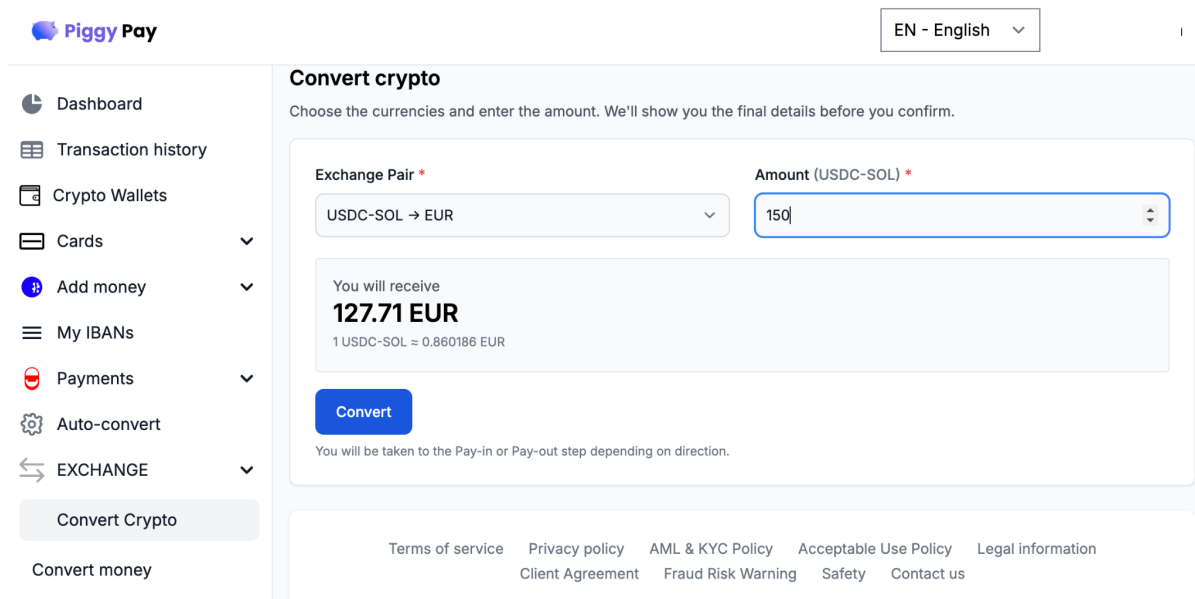 Piggy Pay
EN - English
Dashboard
Transaction history
Crypto Wallets
Cards
Add money
My IBANs
Payments
Auto-convert
EXCHANGE
Convert Crypto
Convert money
Convert crypto
Choose the currencies and enter the amount. We'll show you the final details before you confirm.
Exchange Pair *
USDC-SOL → EUR
Amount (USDC-SOL) *
150
You will receive
127.71 EUR
1 USDC-SOL ≈ 0.860186 EUR
Convert
You will be taken to the Pay-in or Pay-out step depending on direction.
Terms of service Privacy policy AML & KYC Policy Acceptable Use Policy Legal information
Client Agreement Fraud Risk Warning Safety Contact us